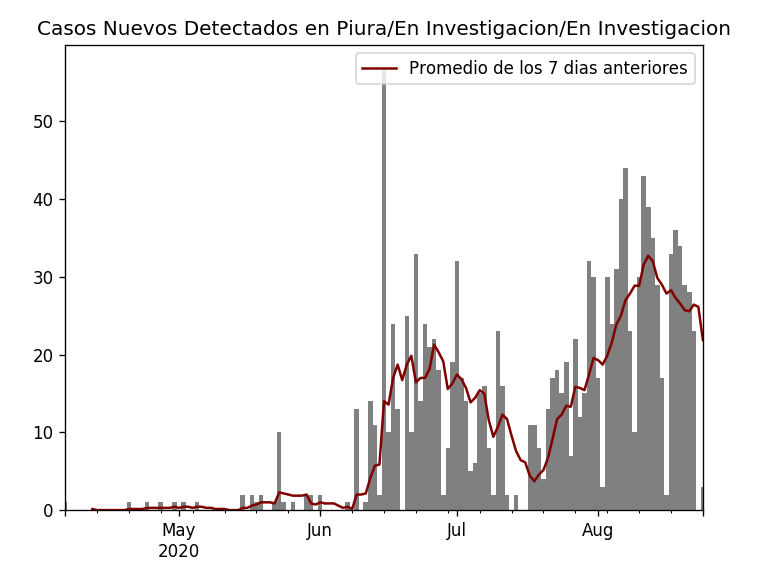 Casos Nuevos Detectados en Piura/En Investigacion/En Investigacion
Promedio de los 7 dias anteriores
50
40
30
20
10
0
May
2020
Jun
Jul
Aug